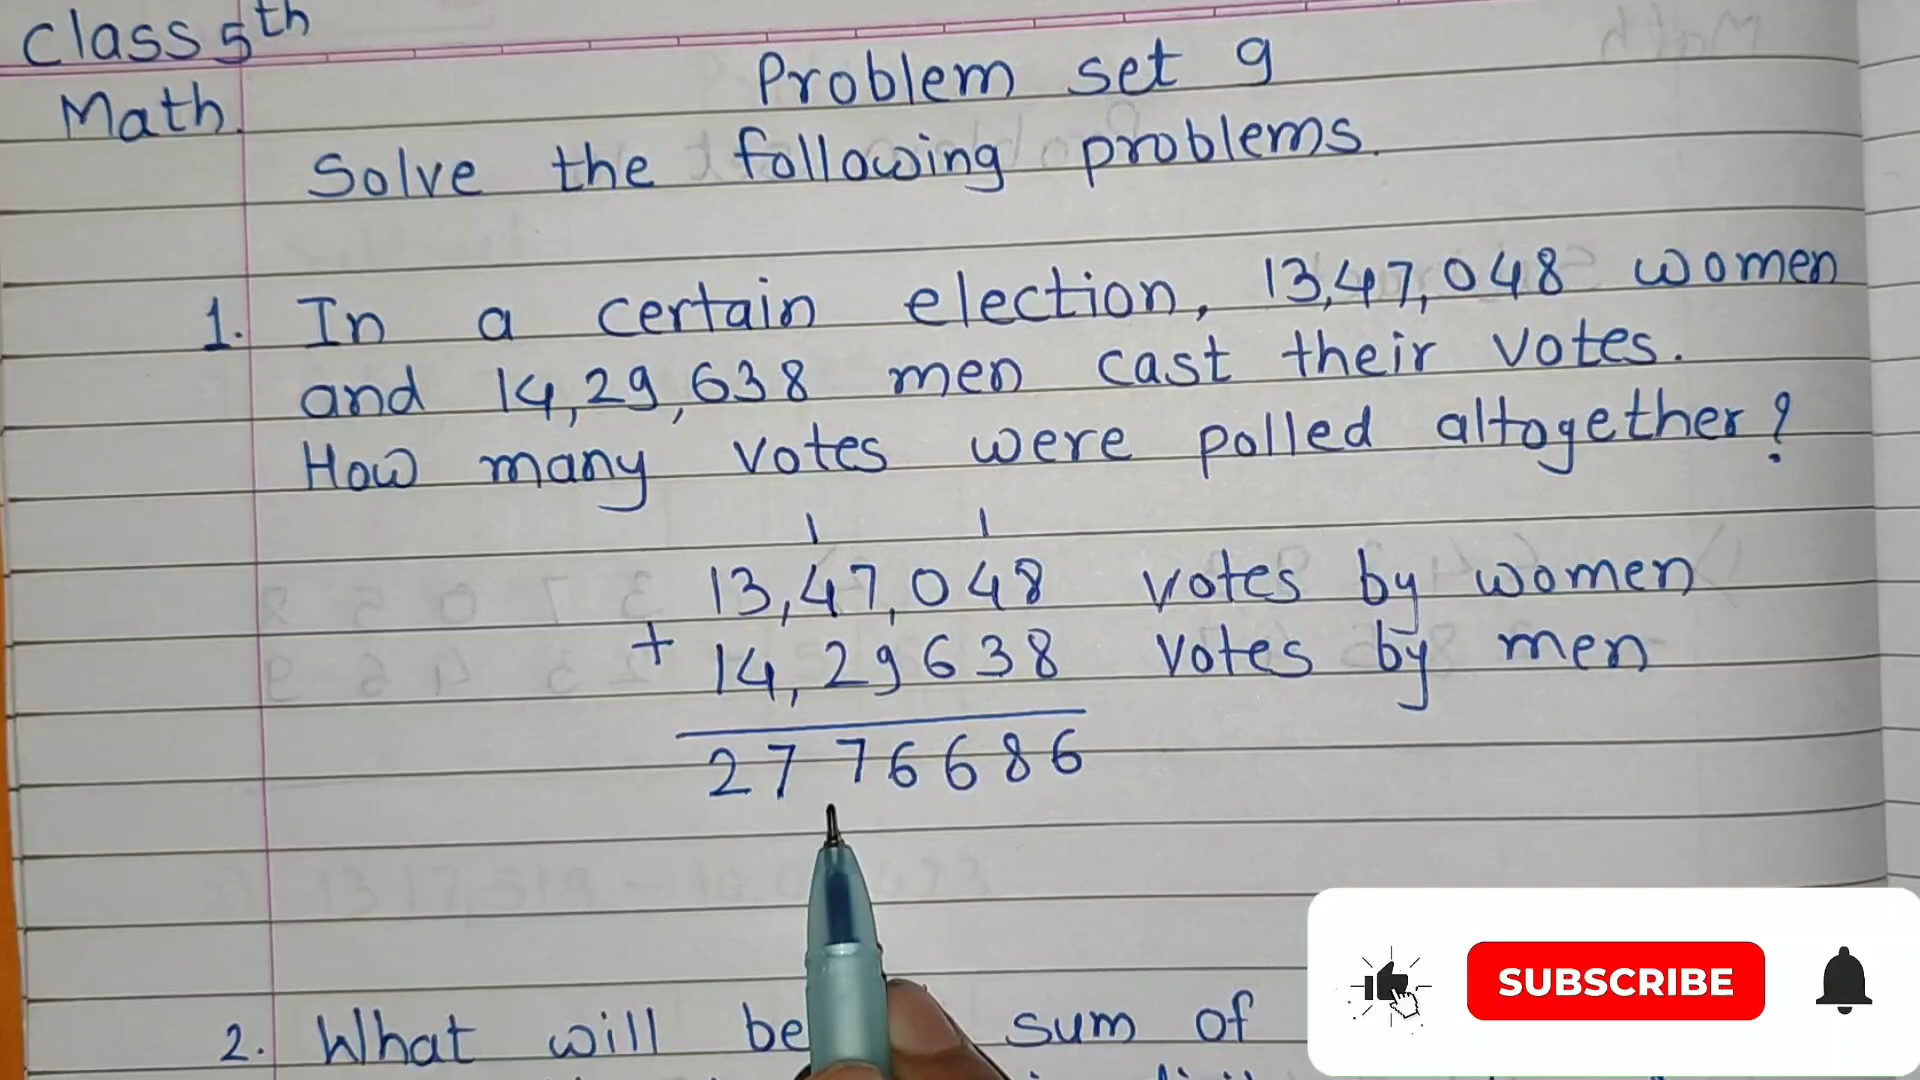 Class 5th
Math.
Problem set 9
Solve the following problems.
1. In a certain election, 13,47,048 women
and 14,29,638 men cast their votes.
How many votes were polled altogether?
1 1
13,47,048 votes by women
+ 14,29638 votes by men
2776686
2. What will be sum of
SUBSCRIBE